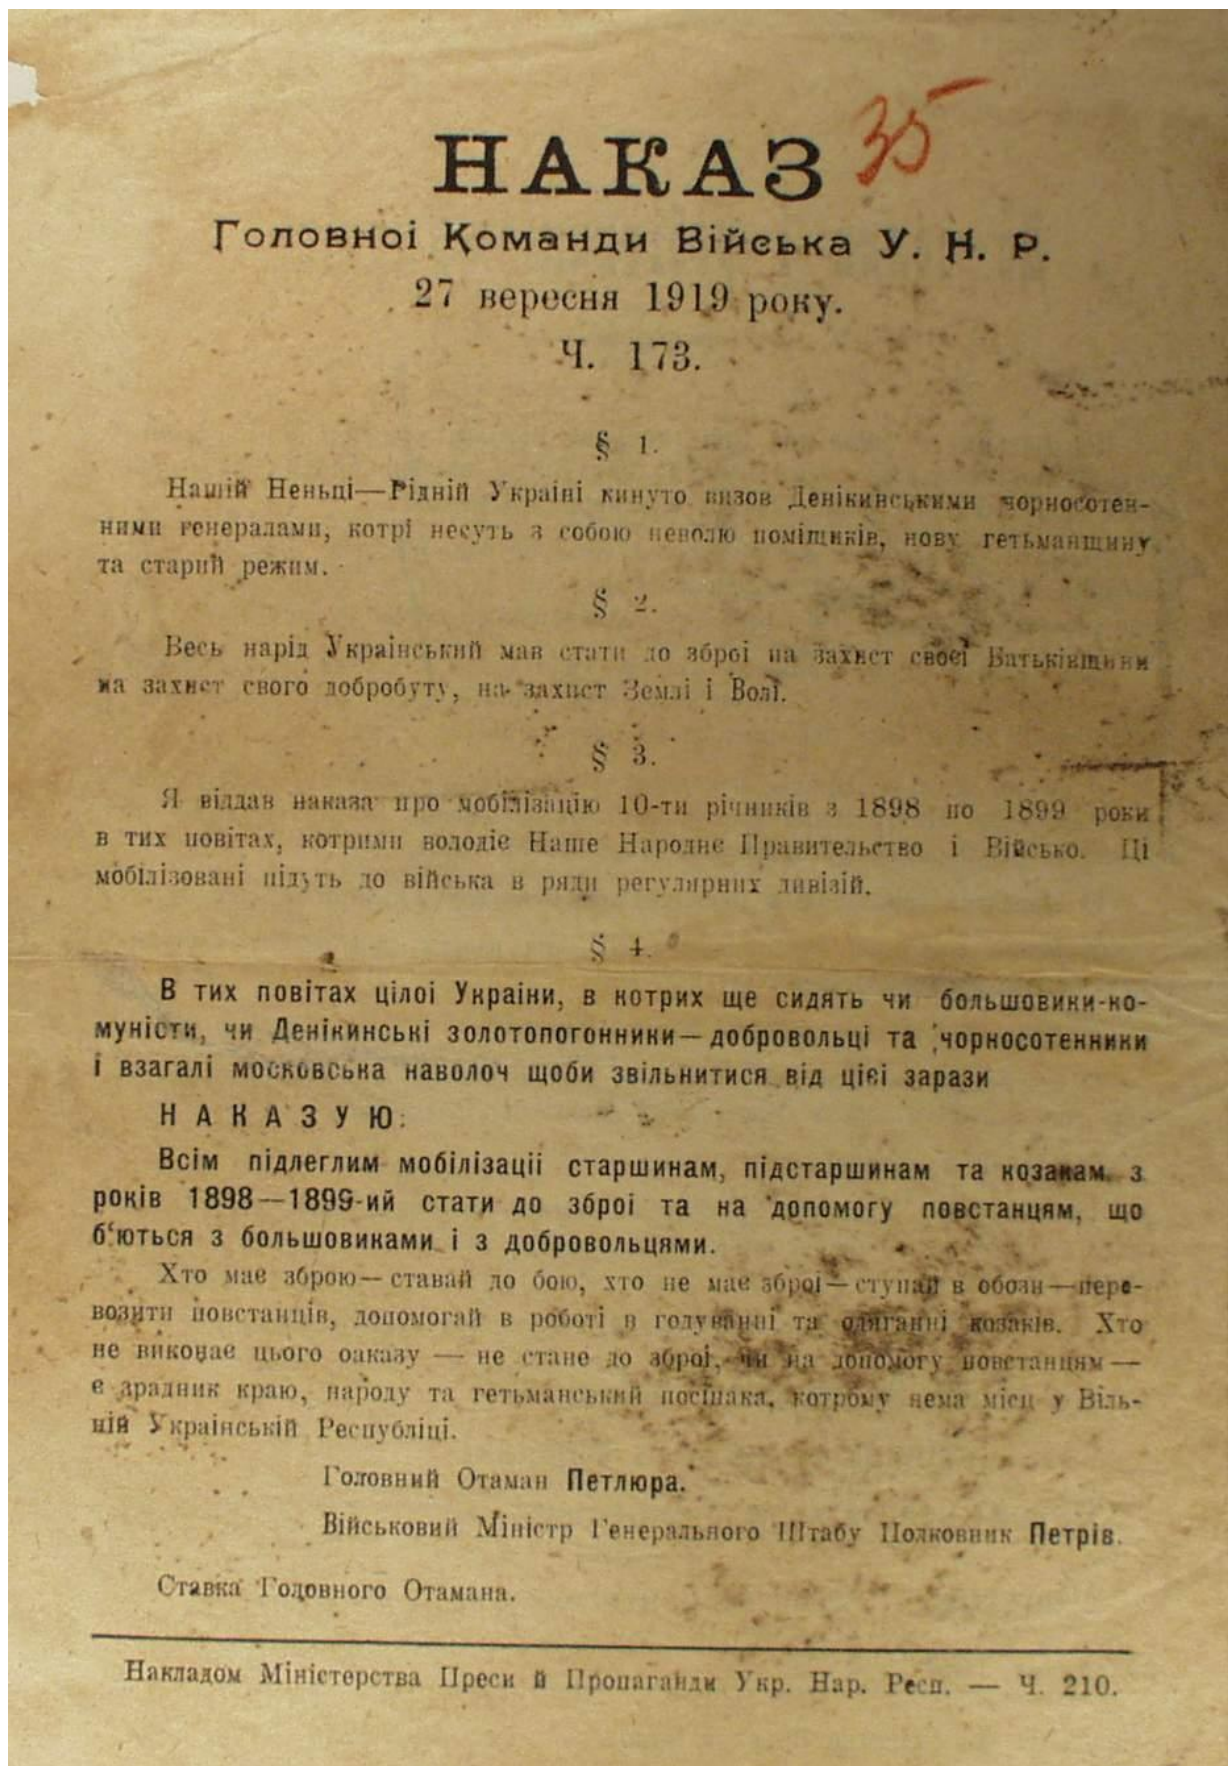 35
НАКАЗ
Головноі Команди Війська У. Н. Р.
27 вересня 1919 року.
Ч. 173.
§ 1.
Нашій Неньці—Рідній Україні кинуто визов Денікинськими чорносотен-
ними генералами, котрі несуть з собою неволю поміщиків, нову гетьманщину
та старий режим.
§ 2.
Весь нарід Український мав стати до зброі на захист своєї Батьківщини
на захист свого добробуту, на захист Землі і Волї.
§ 3.
Я віддав наказа про мобілізацію 10-ти річників з 1898 по 1899 роки
в тих повітах, котрими володіє Наше Народне Правительство і Військо. Ці
мобілізовані підуть до війська в ряди регулярних дивізій.
§ 4.
В тих повітах цілоі Украіни, в котрих ще сидять чи большовики-ко-
муністи, чи Денікинські золотопогонники—добровольці та чорносотенники
і взагалі московська наволоч щоби звільнитися від цієі зарази
НАКАЗУЮ:
Всім підлеглим мобілізаціі старшинам, підстаршинам та козакам, з
років 1898—1899-ий стати до зброі та на допомогу повстанцям, що
б‘ються з большовиками і з добровольцями.
Хто має зброю—ставай до бою, хто не має зброі—ступай в обози—пере-
возити повстанців, допомагай в роботі в годуванні та одяганні козаків. Хто
не виконає цього оаказу — не стане до зброі, чи на допомогу повстанцям —
є зрадник краю, народу та гетьманський посіпака, котрому нема місц у Віль-
ній Украінській Республіці.
Головний Отаман Петлюра.
Військовий Міністр Генерального Штабу Полковник Петрів.
Ставка Годовного Отамана.
Накладом Міністерства Преси й Пропаганди Укр. Нар. Респ. — Ч. 210.